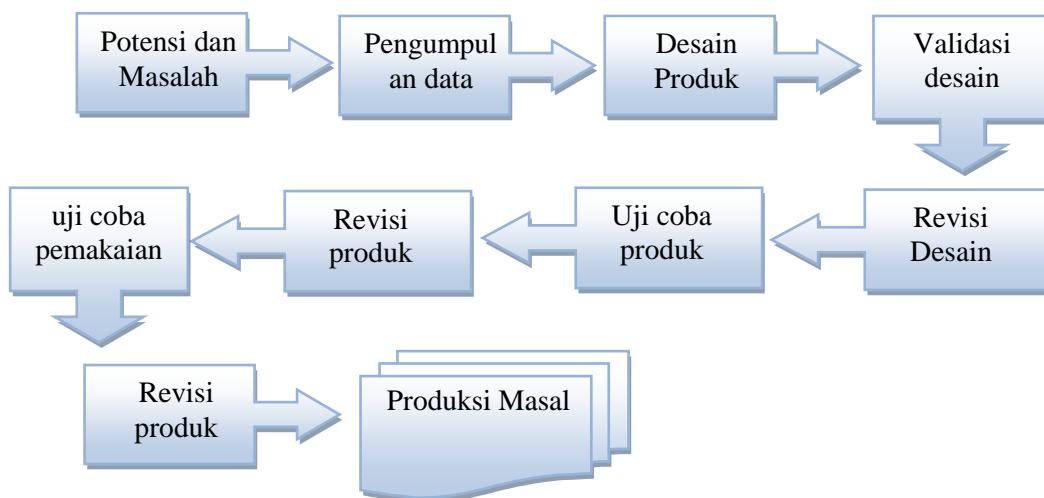 Potensi dan
Masalah
Pengumpul
an data
Desain
Produk
Validasi
desain
Revisi
Desain
Uji coba
produk
Revisi
produk
uji coba
pemakaian
Revisi
produk
Produksi Masal